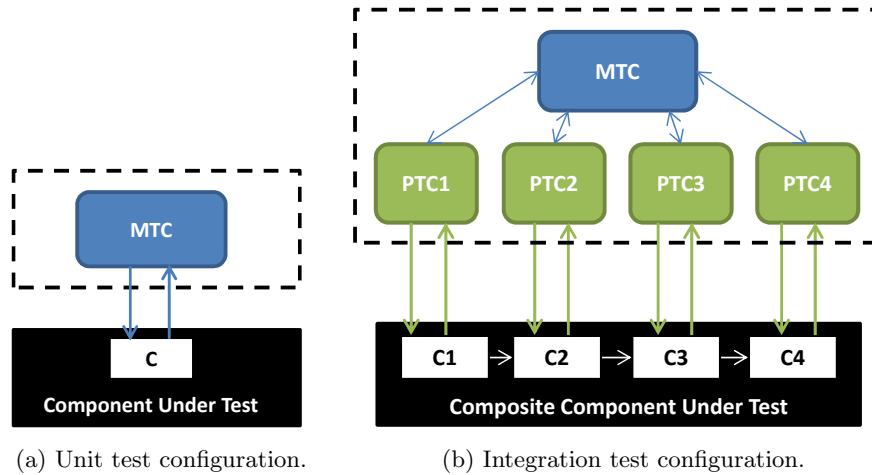 MTC
C
Component Under Test
(a) Unit test configuration.
MTC
PTC1 PTC2 PTC3 PTC4
C1 C2 C3 C4
Composite Component Under Test
(b) Integration test configuration.